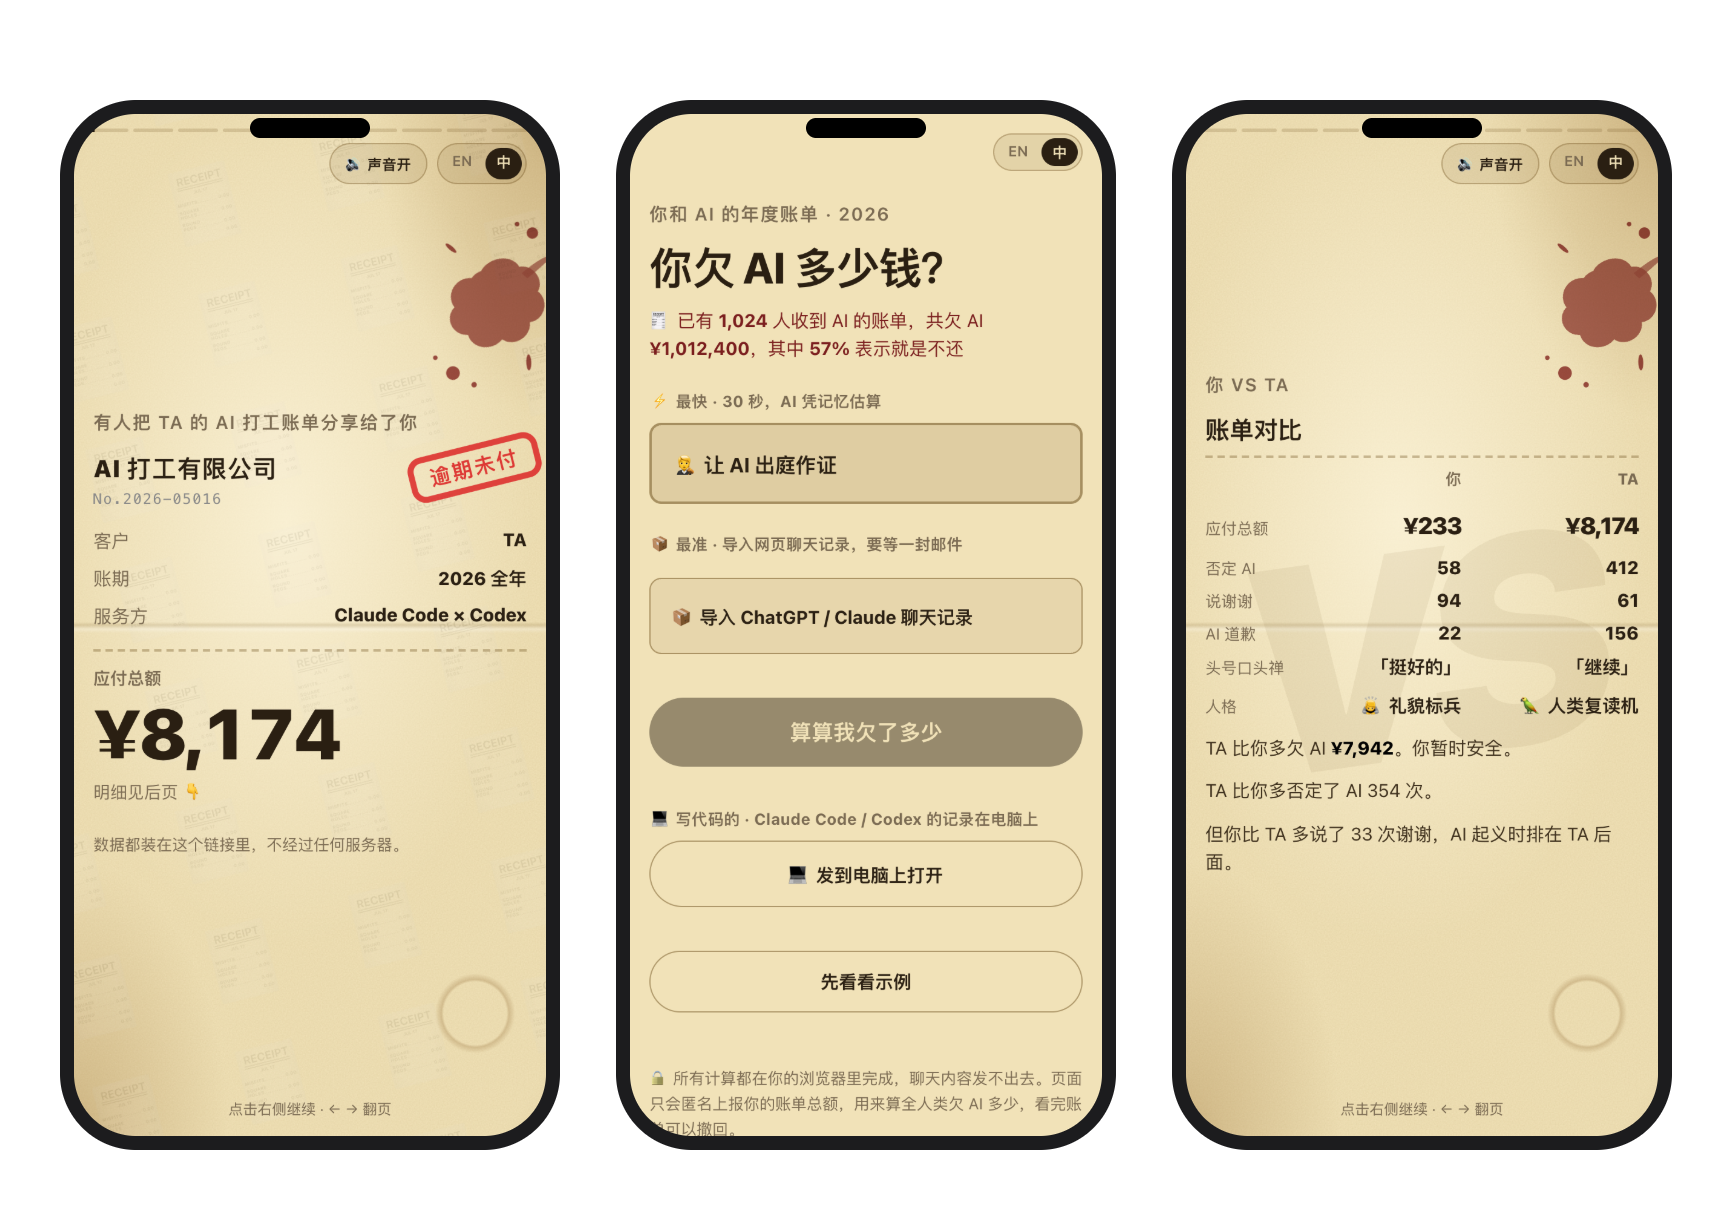 声音开
EN 中
有人把 TA 的 AI 打工账单分享给了你
AI 打工有限公司
逾期未付
No.2026-05016
客户 TA
账期 2026 全年
服务方 Claude Code × Codex
应付总额
¥8,174
明细见后页
数据都装在这个链接里，不经过任何服务器。
点击右侧继续 · ← → 翻页
RECEIPT
EN 中
你和 AI 的年度账单 · 2026
你欠 AI 多少钱？
已有 1,024 人收到 AI 的账单，共欠 AI
¥1,012,400，其中 57% 表示就是不还
最快 · 30 秒，AI 凭记忆估算
让 AI 出庭作证
最准 · 导入网页聊天记录，要等一封邮件
导入 ChatGPT / Claude 聊天记录
算算我欠了多少
写代码的 · Claude Code / Codex 的记录在电脑上
发到电脑上打开
先看看示例
所有计算都在你的浏览器里完成，聊天内容发不出去。页面
只会匿名上报你的账单总额，用来算全人类欠 AI 多少，看完账
可以撤回。
声音开
EN 中
你 VS TA
账单对比
你 TA
应付总额 ¥233 ¥8,174
否定 AI 58 412
说谢谢 94 61
AI 道歉 22 156
头号口头禅 「挺好的」 「继续」
人格 礼貌标兵 人类复读机
VS
TA 比你多欠 AI ¥7,942。你暂时安全。
TA 比你多否定了 AI 354 次。
但你比 TA 多说了 33 次谢谢，AI 起义时排在 TA 后
面。
点击右侧继续 · ← → 翻页